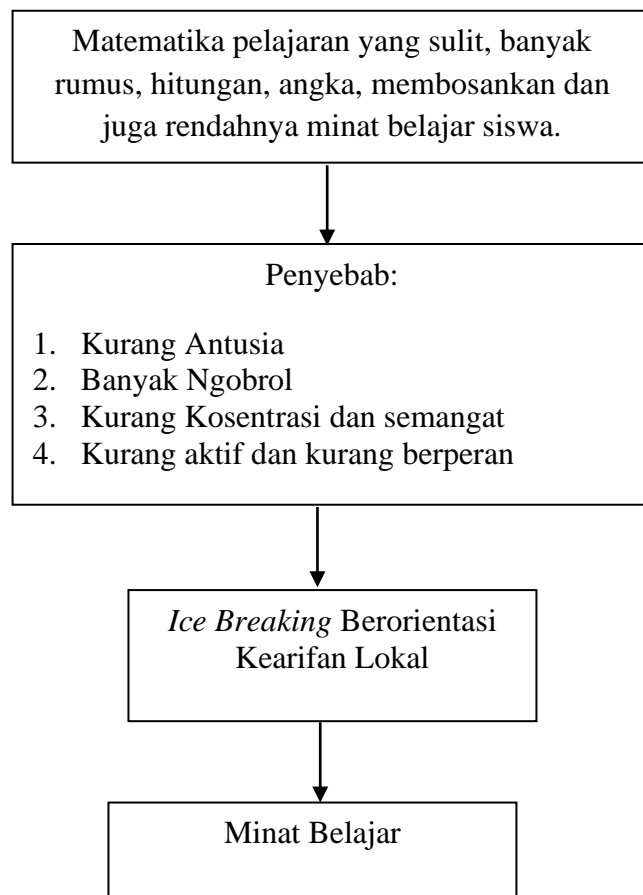 Matematika pelajaran yang sulit, banyak
rumus, hitungan, angka, membosankan dan
juga rendahnya minat belajar siswa.
Penyebab:
1. Kurang Antusia
2. Banyak Ngobrol
3. Kurang Kosentrasi dan semangat
4. Kurang aktif dan kurang berperan
Ice Breaking Berorientasi
Kearifan Lokal
Minat Belajar